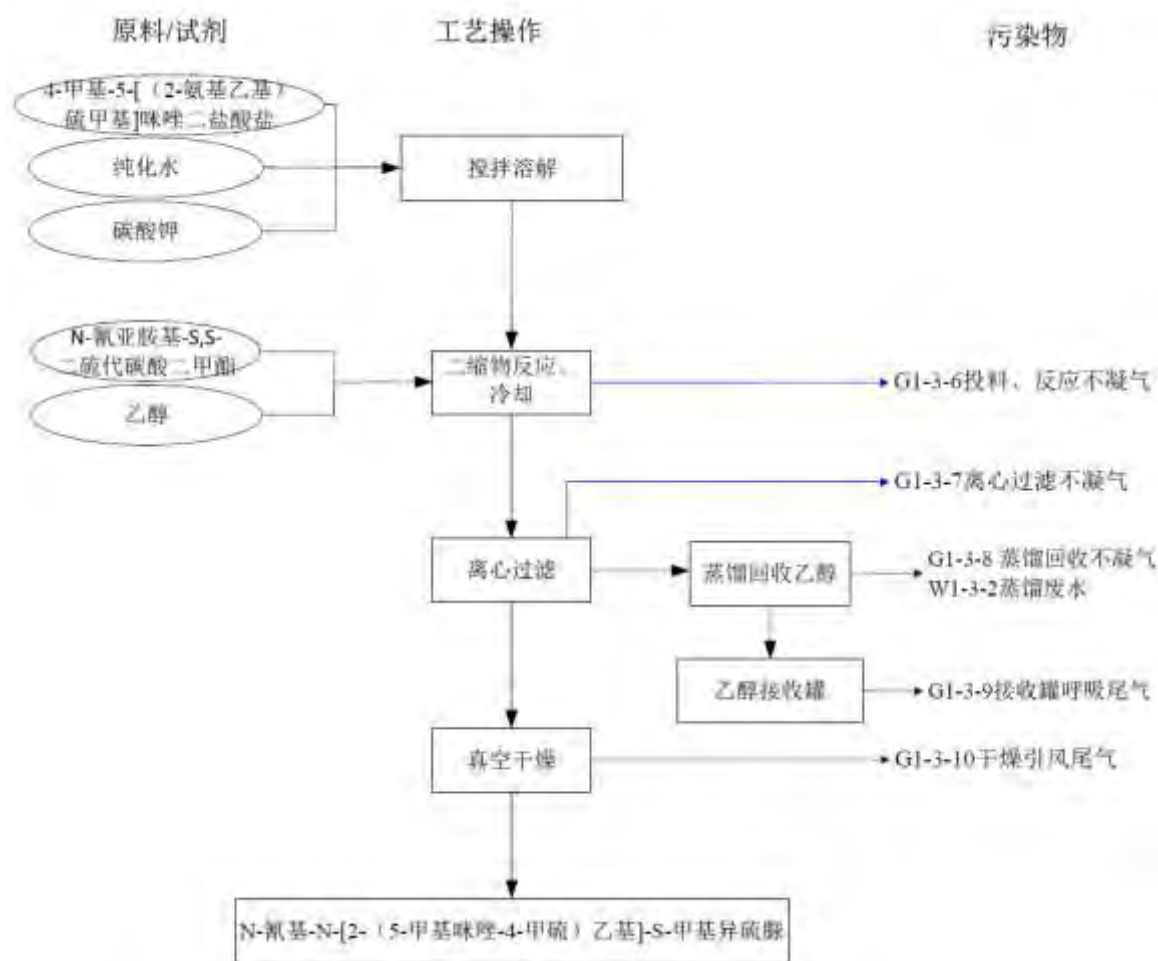 原料/试剂
工艺操作
污染物
4-甲基-5-[（2-氨基乙基）
硫甲基]咪唑二盐酸盐
纯化水
搅拌溶解
碳酸钾
N-氰亚胺基-S,S-
二硫代碳酸二甲酯
乙醇
二缩物反应、
冷却
G1-3-6投料、反应不凝气
G1-3-7离心过滤不凝气
离心过滤
蒸馏回收乙醇
G1-3-8 蒸馏回收不凝气
W1-3-2蒸馏废水
乙醇接收罐
G1-3-9接收罐呼吸尾气
真空干燥
G1-3-10干燥引风尾气
N-氰基-N-[2-（5-甲基咪唑-4-甲硫）乙基]-S-甲基异硫脲